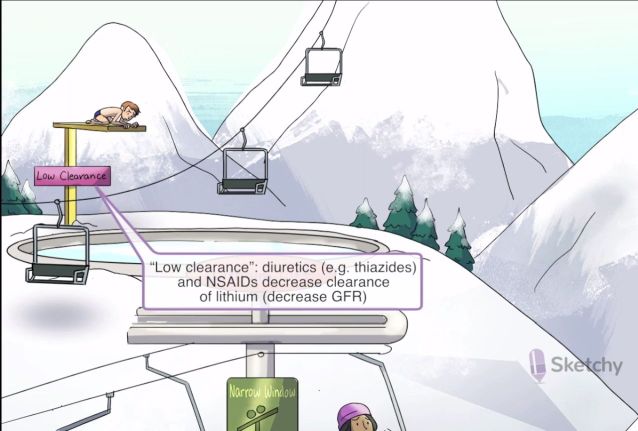 Low Clearance
"Low clearance": diuretics (e.g. thiazides)
and NSAIDs decrease clearance
of lithium (decrease GFR)
Sketchy
Narrow Window